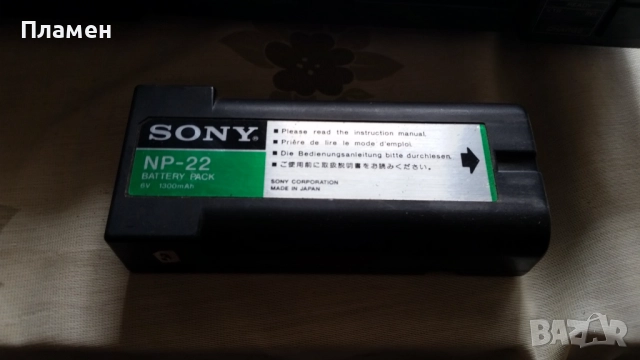 Пламен
SONY®
■ Please read the instruction manual.
■ Prière de lire le mode d'emploi.
■ Die Bedienungsanleitung bitte durchlesen.
■ ご使用前に取扱説明書をお読みください。
NP-22
BATTERY PACK
6V 1300mAh
SONY CORPORATION
MADE IN JAPAN
BAZAR